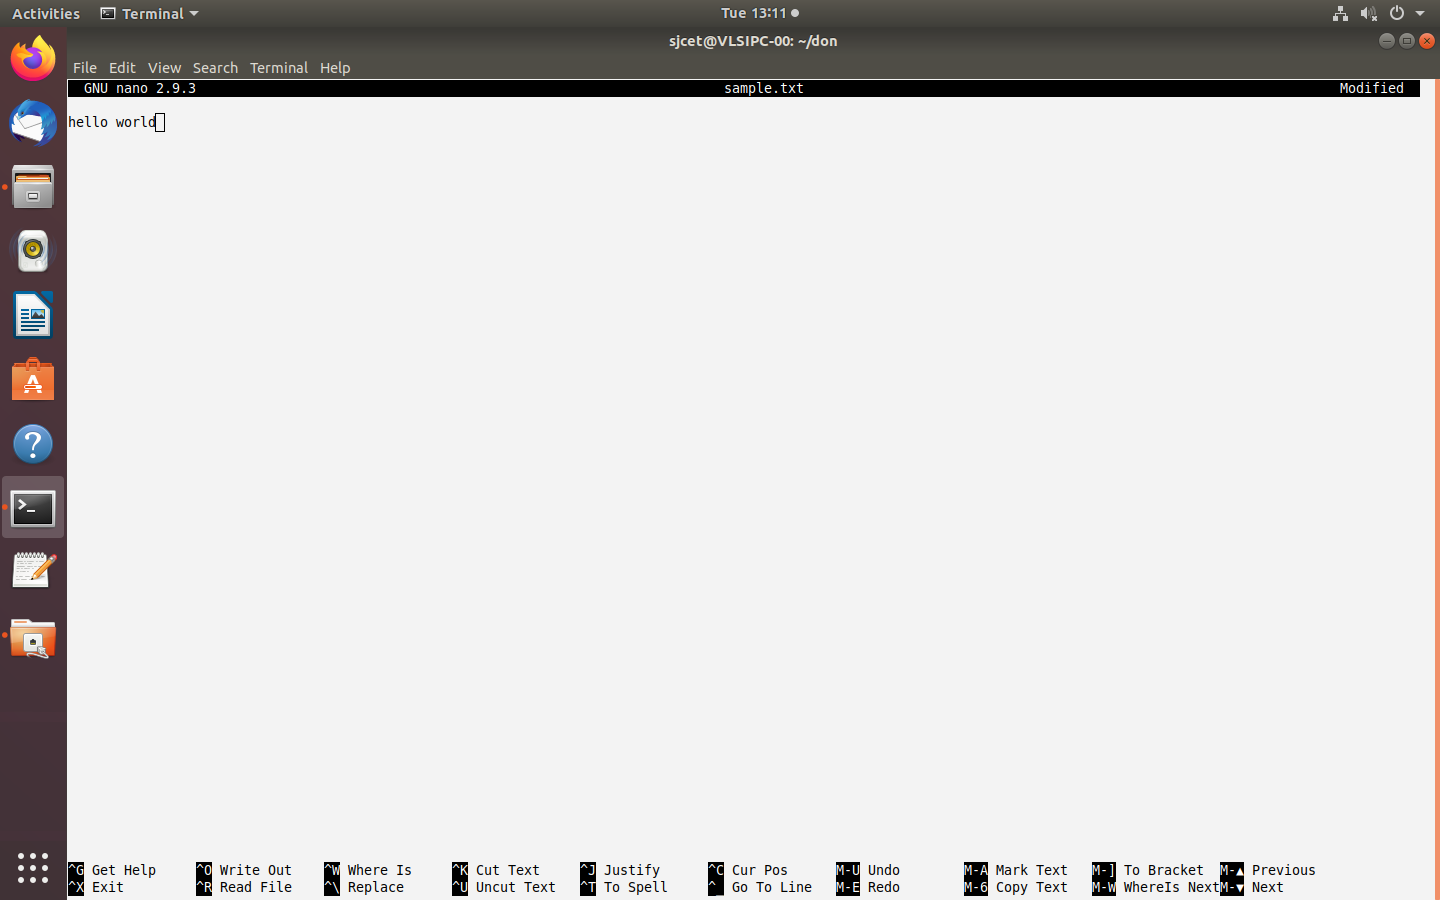 Activities Terminal Tue 13:11
sjcet@VLSIPC-00: ~/don
File Edit View Search Terminal Help
GNU nano 2.9.3 sample.txt Modified
hello world
^G Get Help ^O Write Out ^W Where Is ^K Cut Text ^J Justify ^C Cur Pos M-U Undo M-A Mark Text M-] To Bracket M-▲ Previous
^X Exit ^R Read File ^\ Replace ^U Uncut Text ^T To Spell ^_ Go To Line M-E Redo M-6 Copy Text M-W WhereIs Next M-▼ Next